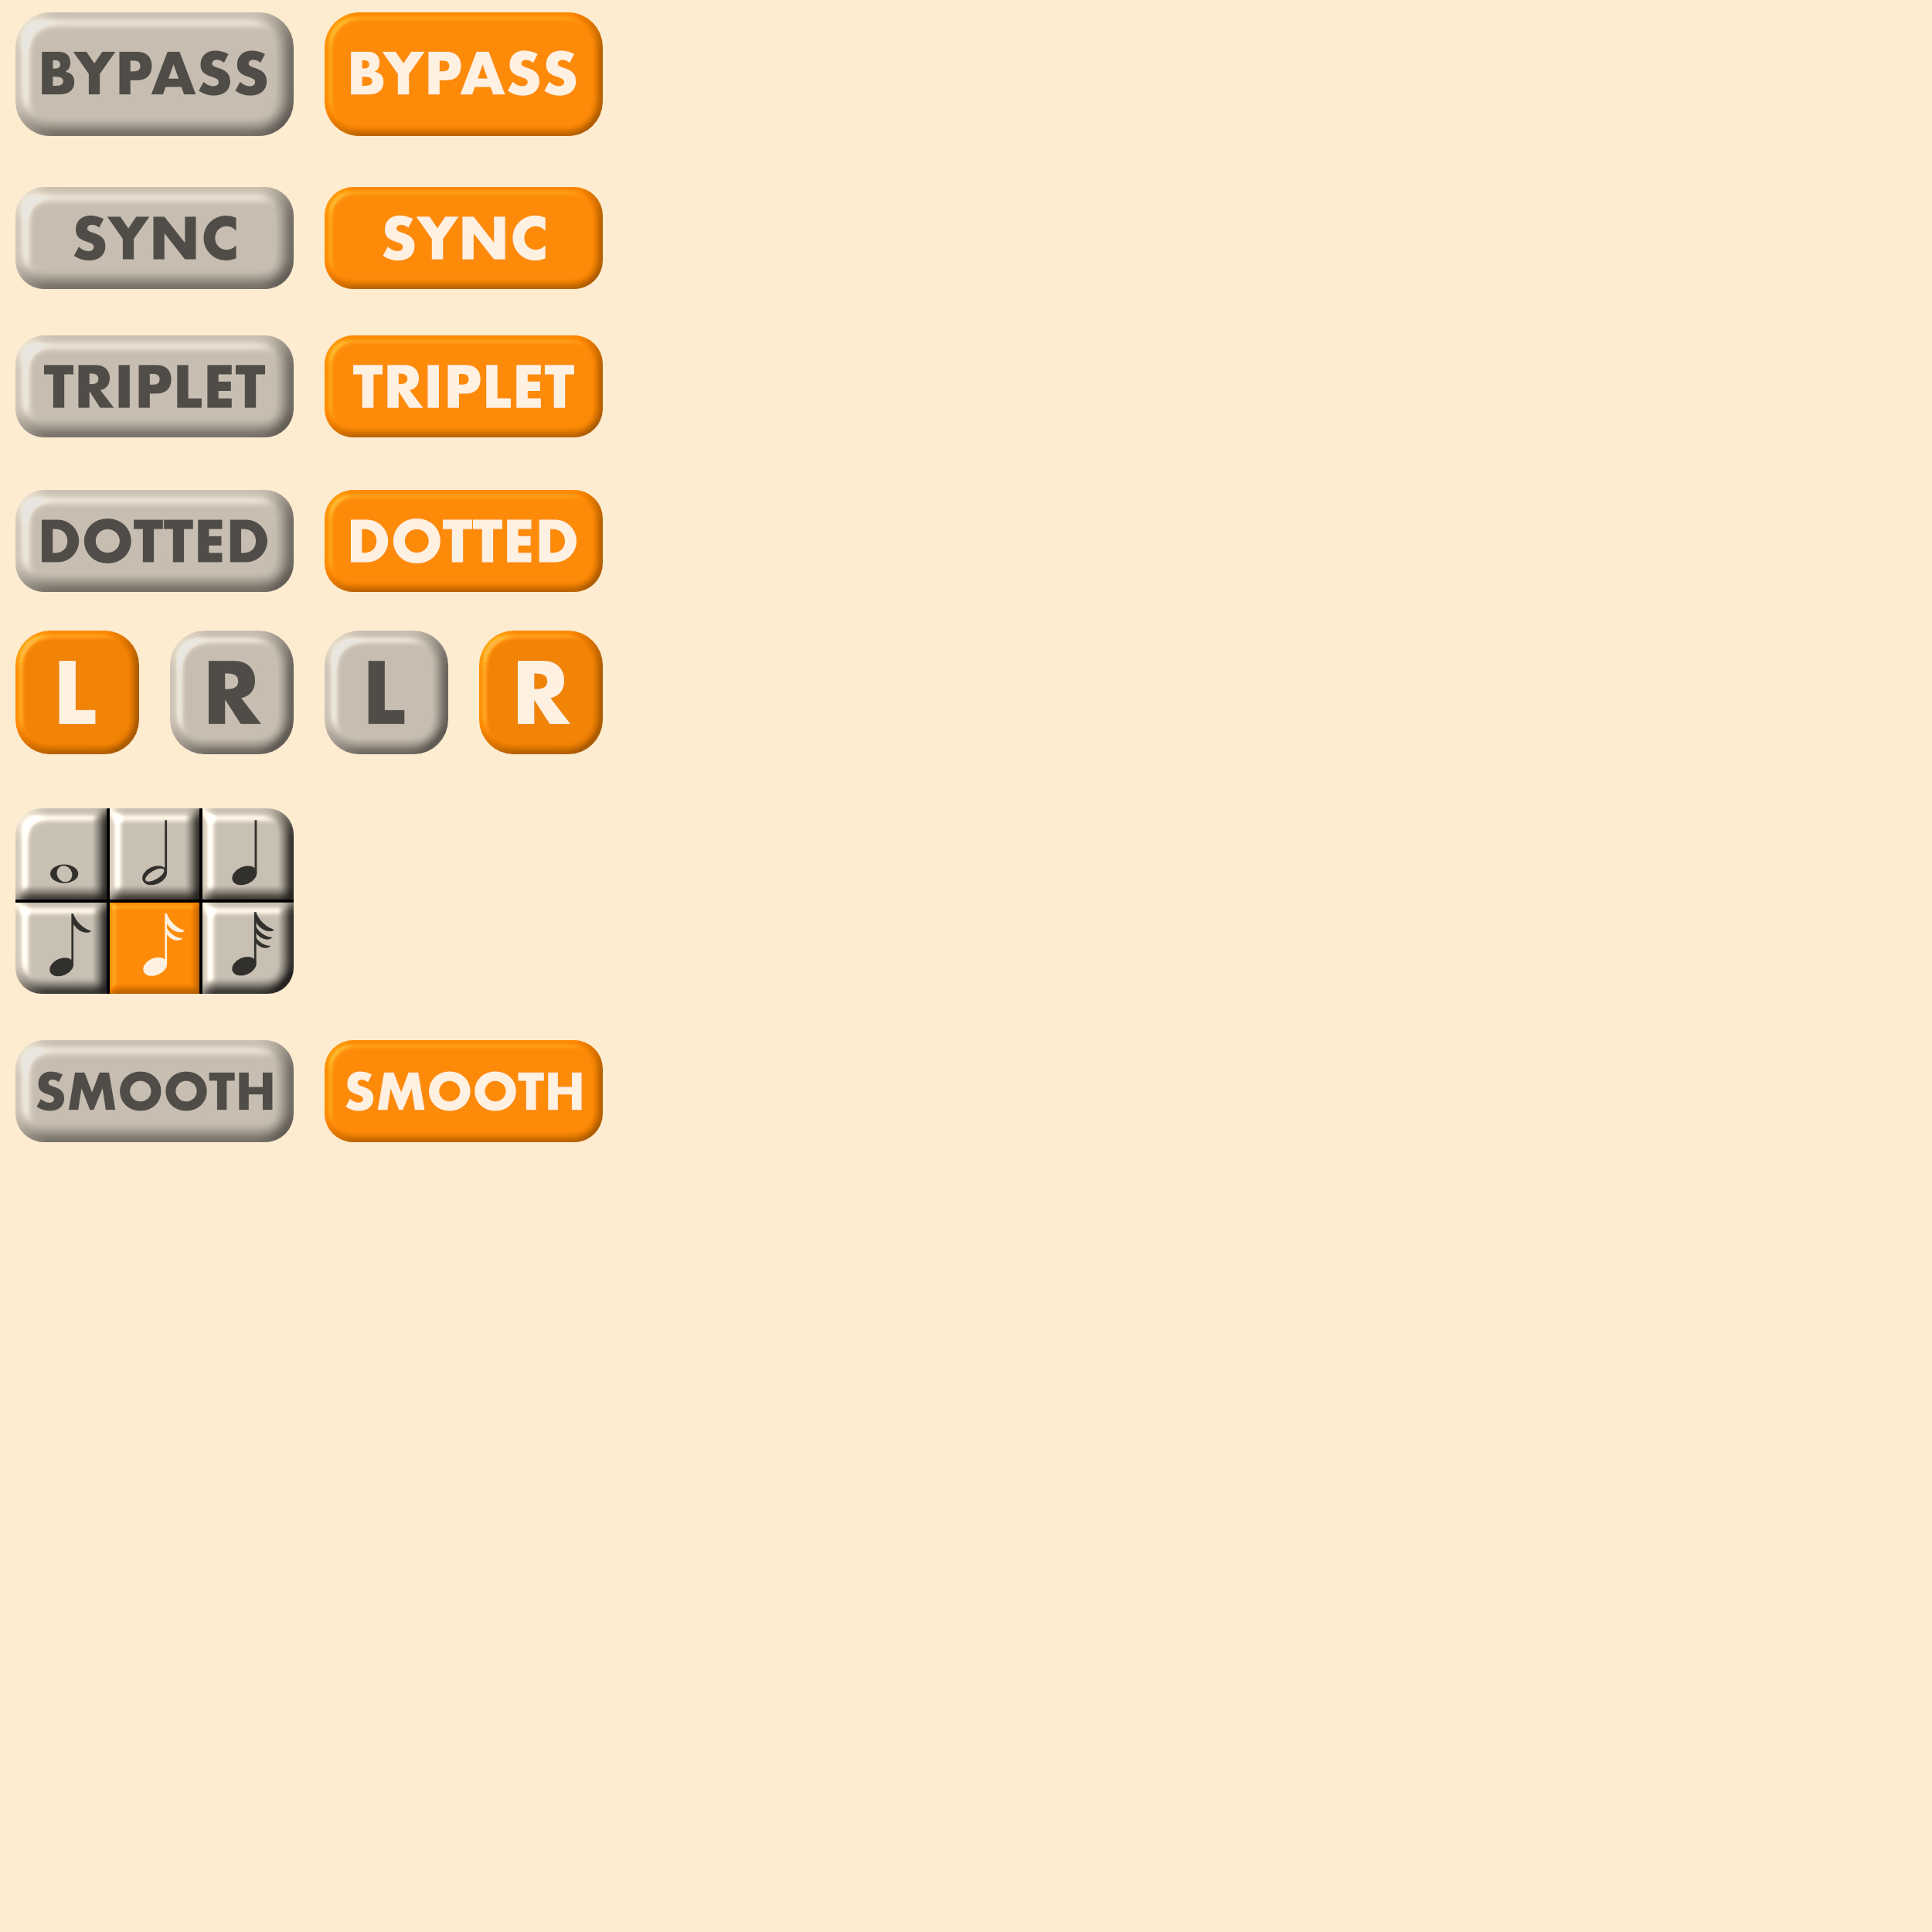 BYPASS BYPASS
SYNC SYNC
TRIPLET TRIPLET
DOTTED DOTTED
L R L R
SMOOTH SMOOTH